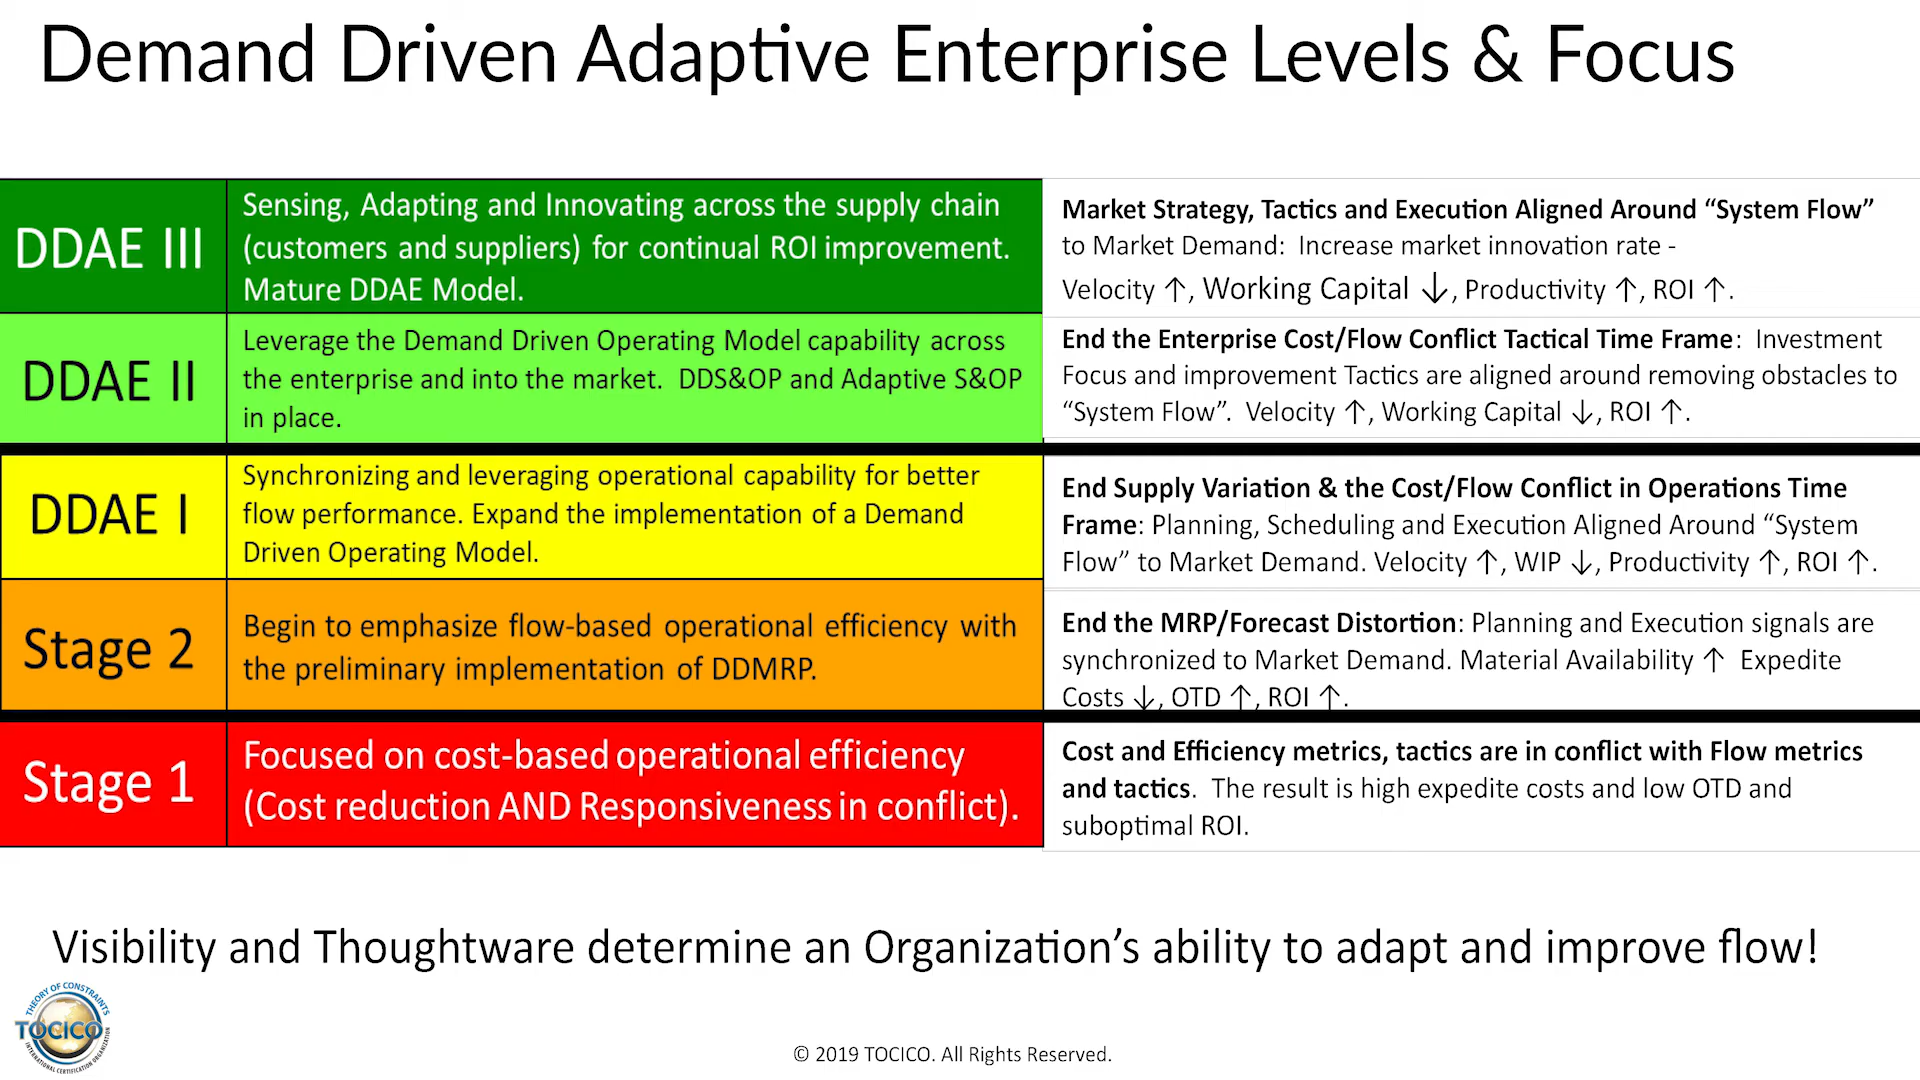 Demand Driven Adaptive Enterprise Levels & Focus
DDAE III
Sensing, Adapting and Innovating across the supply chain
(customers and suppliers) for continual ROI improvement.
Mature DDAE Model.
Market Strategy, Tactics and Execution Aligned Around “System Flow”
to Market Demand: Increase market innovation rate -
Velocity ↑, Working Capital ↓, Productivity ↑, ROI ↑.
DDAE II
Leverage the Demand Driven Operating Model capability across
the enterprise and into the market. DDS&OP and Adaptive S&OP
in place.
End the Enterprise Cost/Flow Conflict Tactical Time Frame: Investment
Focus and improvement Tactics are aligned around removing obstacles to
“System Flow”. Velocity ↑, Working Capital ↓, ROI ↑.
DDAE I
Synchronizing and leveraging operational capability for better
flow performance. Expand the implementation of a Demand
Driven Operating Model.
End Supply Variation & the Cost/Flow Conflict in Operations Time
Frame: Planning, Scheduling and Execution Aligned Around “System
Flow” to Market Demand. Velocity ↑, WIP ↓, Productivity ↑, ROI ↑.
Stage 2
Begin to emphasize flow-based operational efficiency with
the preliminary implementation of DDMRP.
End the MRP/Forecast Distortion: Planning and Execution signals are
synchronized to Market Demand. Material Availability ↑ Expedite
Costs ↓, OTD ↑, ROI ↑.
Stage 1
Focused on cost-based operational efficiency
(Cost reduction AND Responsiveness in conflict).
Cost and Efficiency metrics, tactics are in conflict with Flow metrics
and tactics. The result is high expedite costs and low OTD and
suboptimal ROI.
Visibility and Thoughtware determine an Organization’s ability to adapt and improve flow!
THEORY OF CONSTRAINTS
TOCICO
INTERNATIONAL CERTIFICATION ORGANIZATION
© 2019 TOCICO. All Rights Reserved.